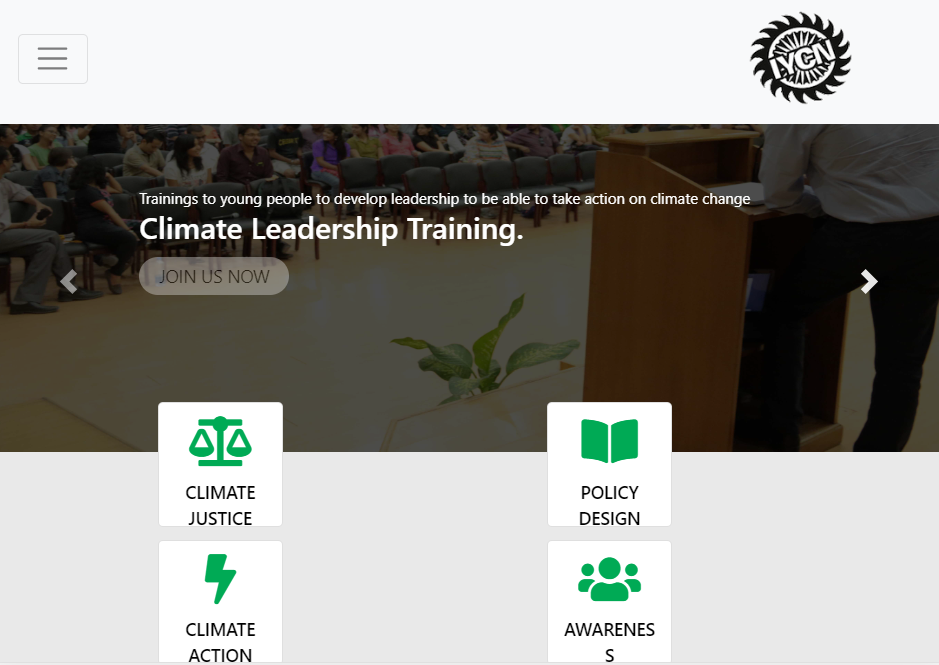 IYCN
Trainings to young people to develop leadership to be able to take action on climate change
Climate Leadership Training.
JOIN US NOW
CLIMATE
JUSTICE
POLICY
DESIGN
CLIMATE
ACTION
AWARENES
S